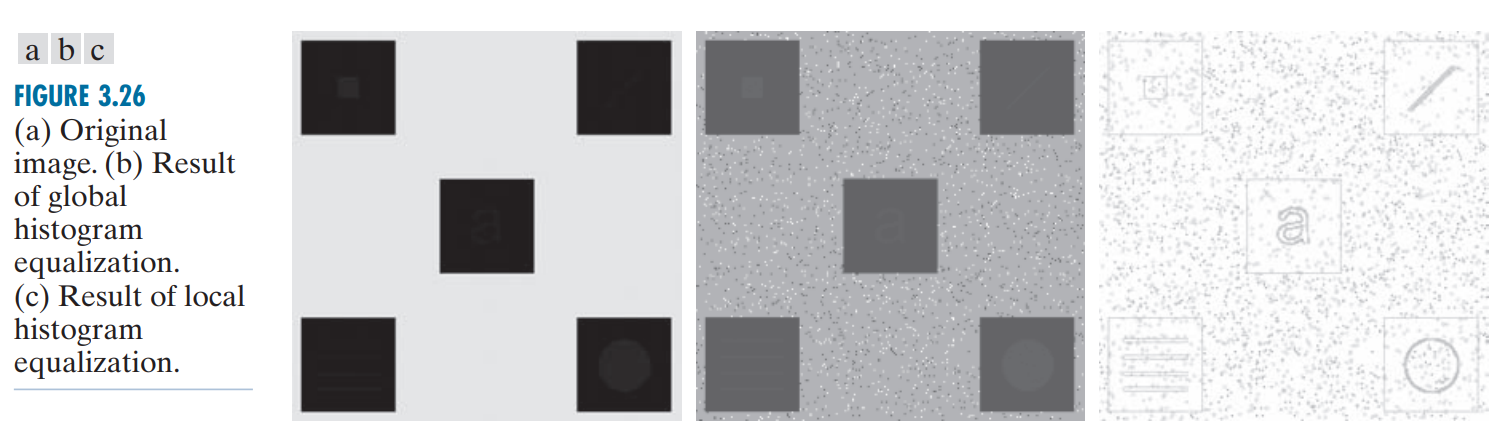 a b c
FIGURE 3.26
(a) Original
image. (b) Result
of global
histogram
equalization.
(c) Result of local
histogram
equalization.
a
a
a